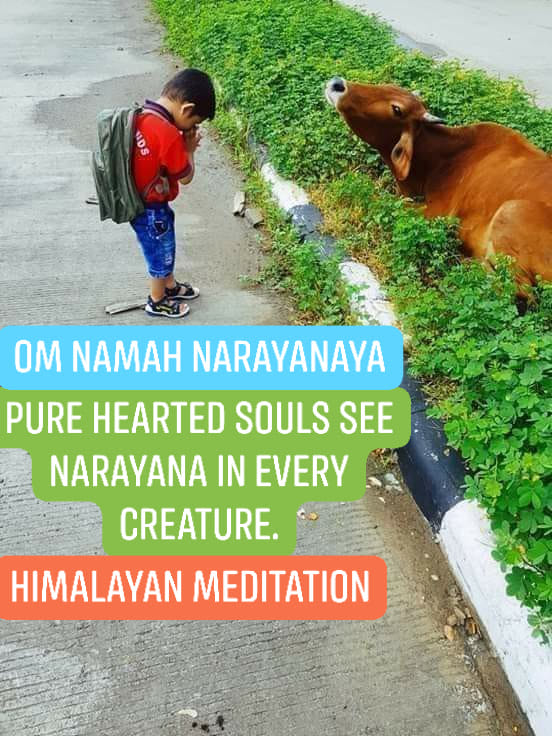 OM NAMAH NARAYANAYA
PURE HEARTED SOULS SEE
NARAYANA IN EVERY
CREATURE.
HIMALAYAN MEDITATION